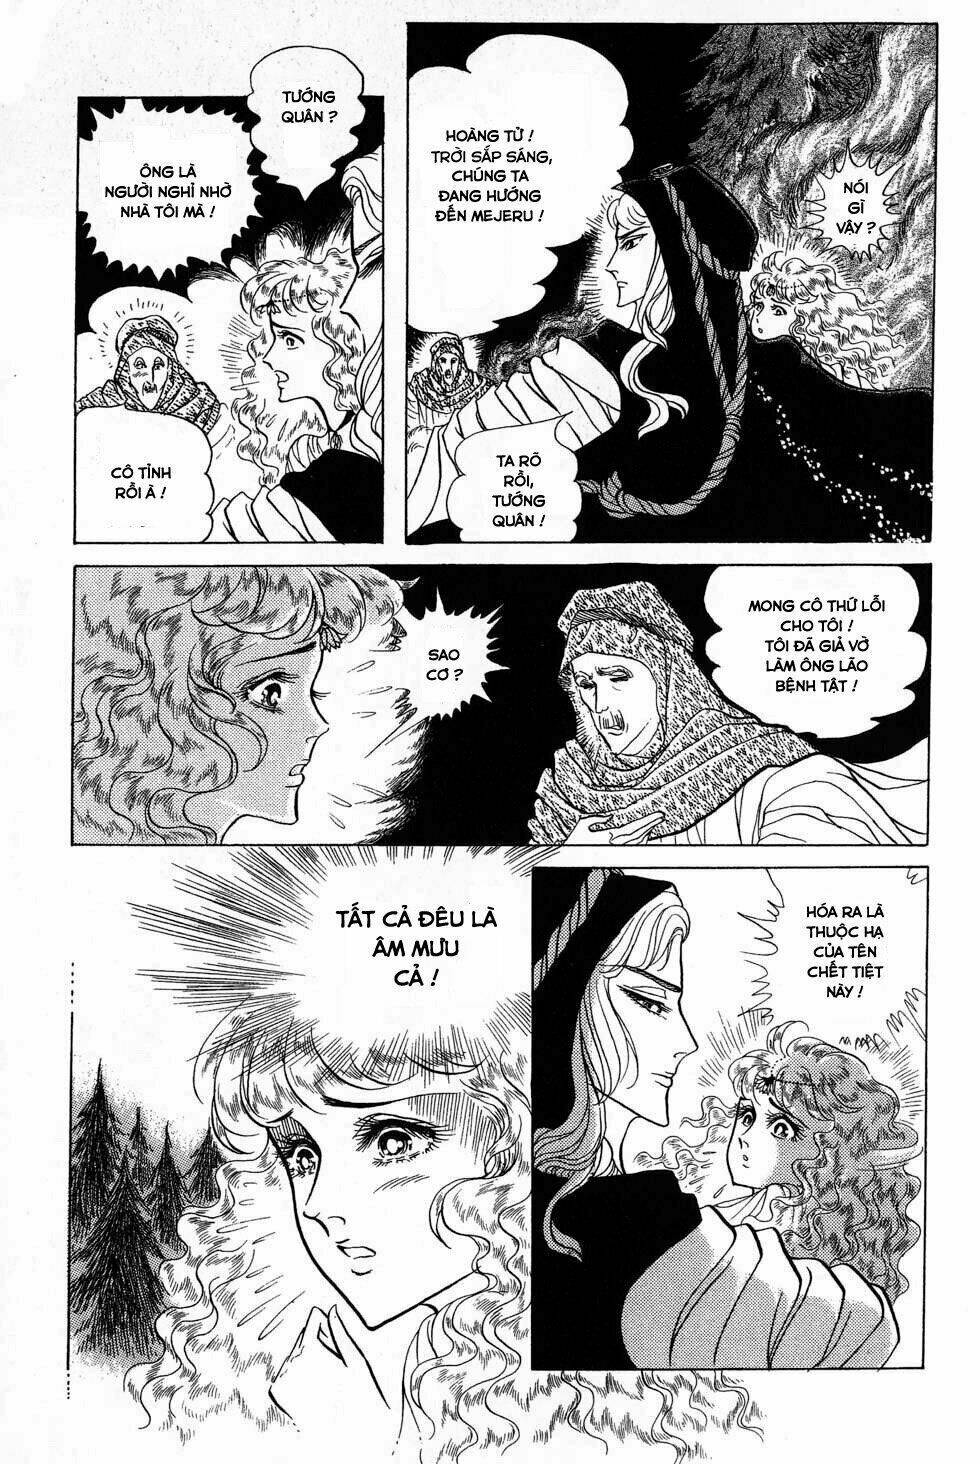 NÓI
GÌ
VẬY ?
HOÀNG TỬ !
TRỜI SẮP SÁNG,
CHÚNG TA
ĐANG HƯỚNG
ĐẾN MEJERU !
TA RÕ
RỒI,
TƯỚNG
QUÂN !
TƯỚNG
QUÂN ?
ÔNG LÀ
NGƯỜI NGHỈ NHỜ
NHÀ TÔI MÀ !
CÔ TỈNH
RỒI À !
MONG CÔ THỨ LỖI
CHO TÔI !
TÔI ĐÃ GIẢ VỜ
LÀM ÔNG LÃO
BỆNH TẬT !
SAO
CƠ ?
HÓA RA LÀ
THUỘC HẠ
CỦA TÊN
CHẾT TIỆT
NÀY !
TẤT CẢ ĐÊU LÀ
ÂM MƯU
CẢ !